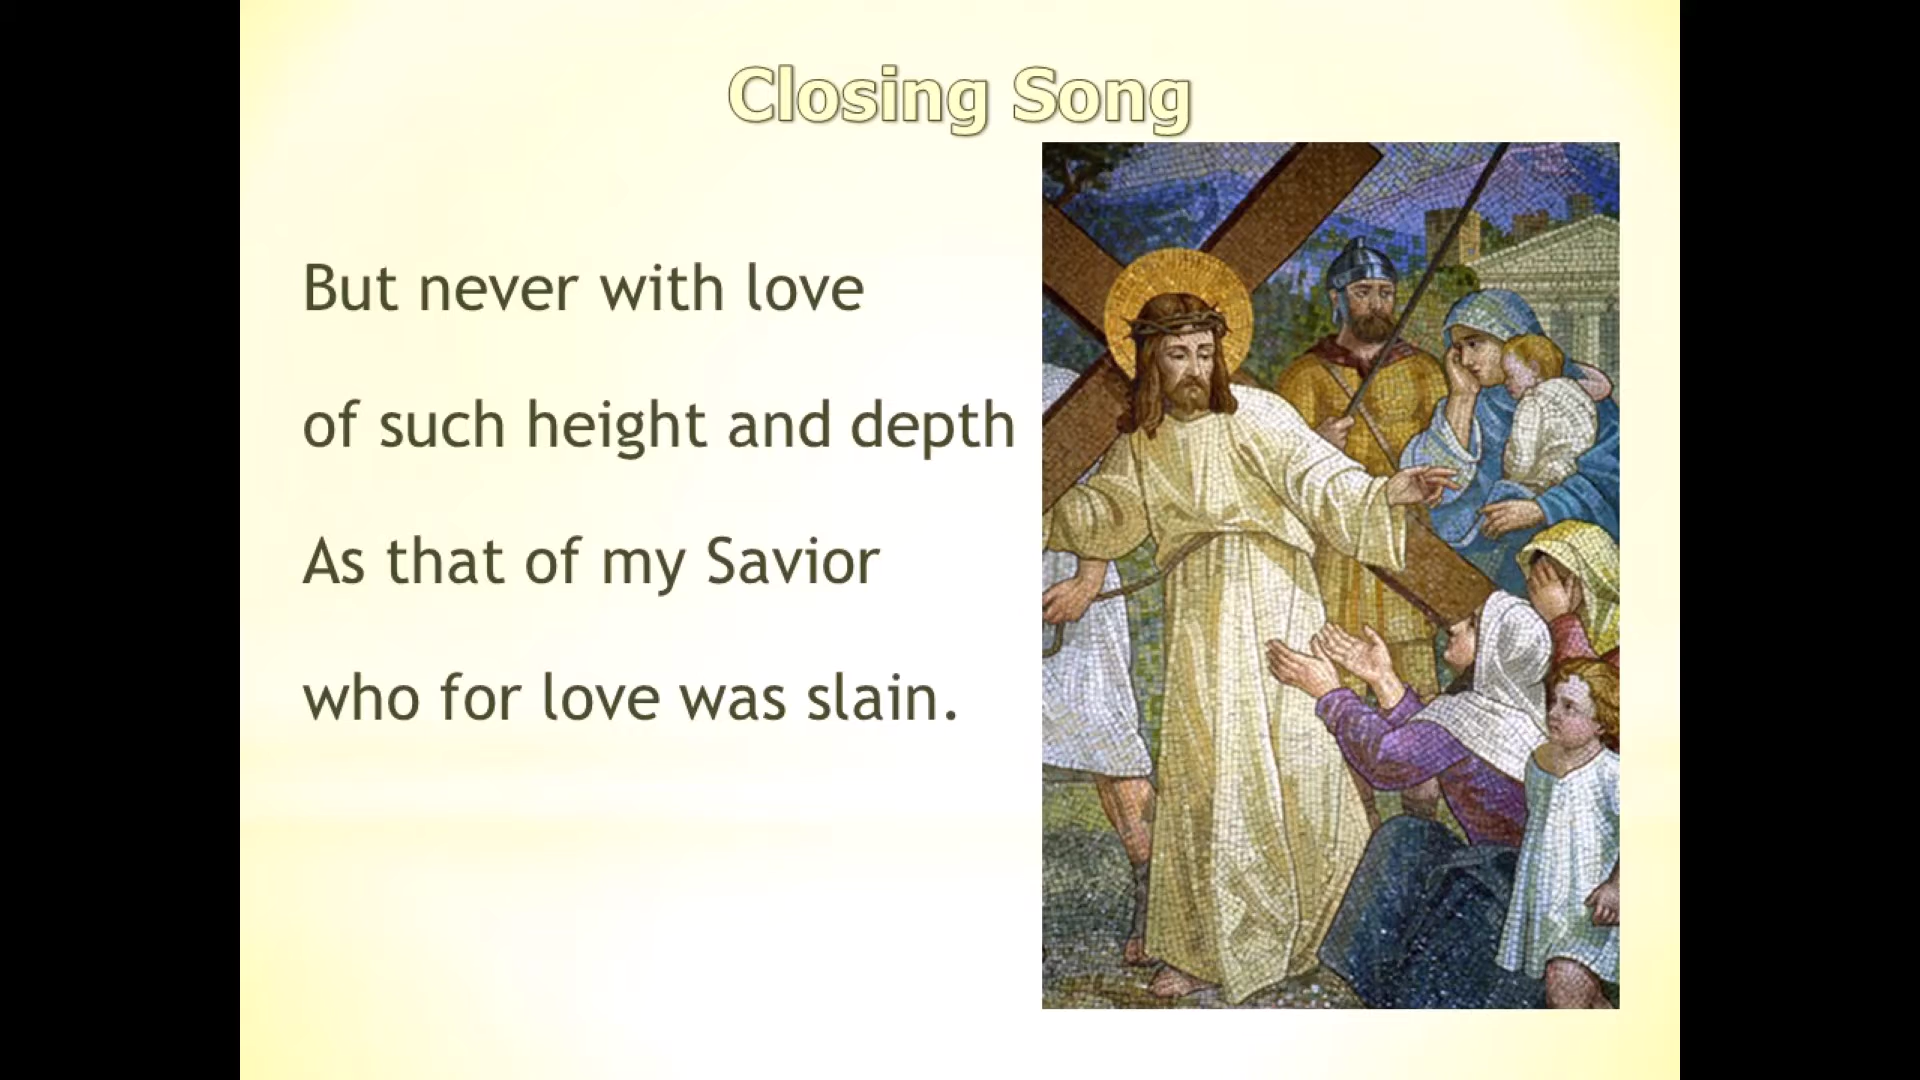 Closing Song
But never with love
of such height and depth
As that of my Savior
who for love was slain.